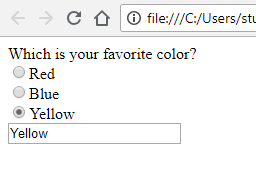 file:///C:/Users/stu
Which is your favorite color?
Red
Blue
Yellow
Yellow